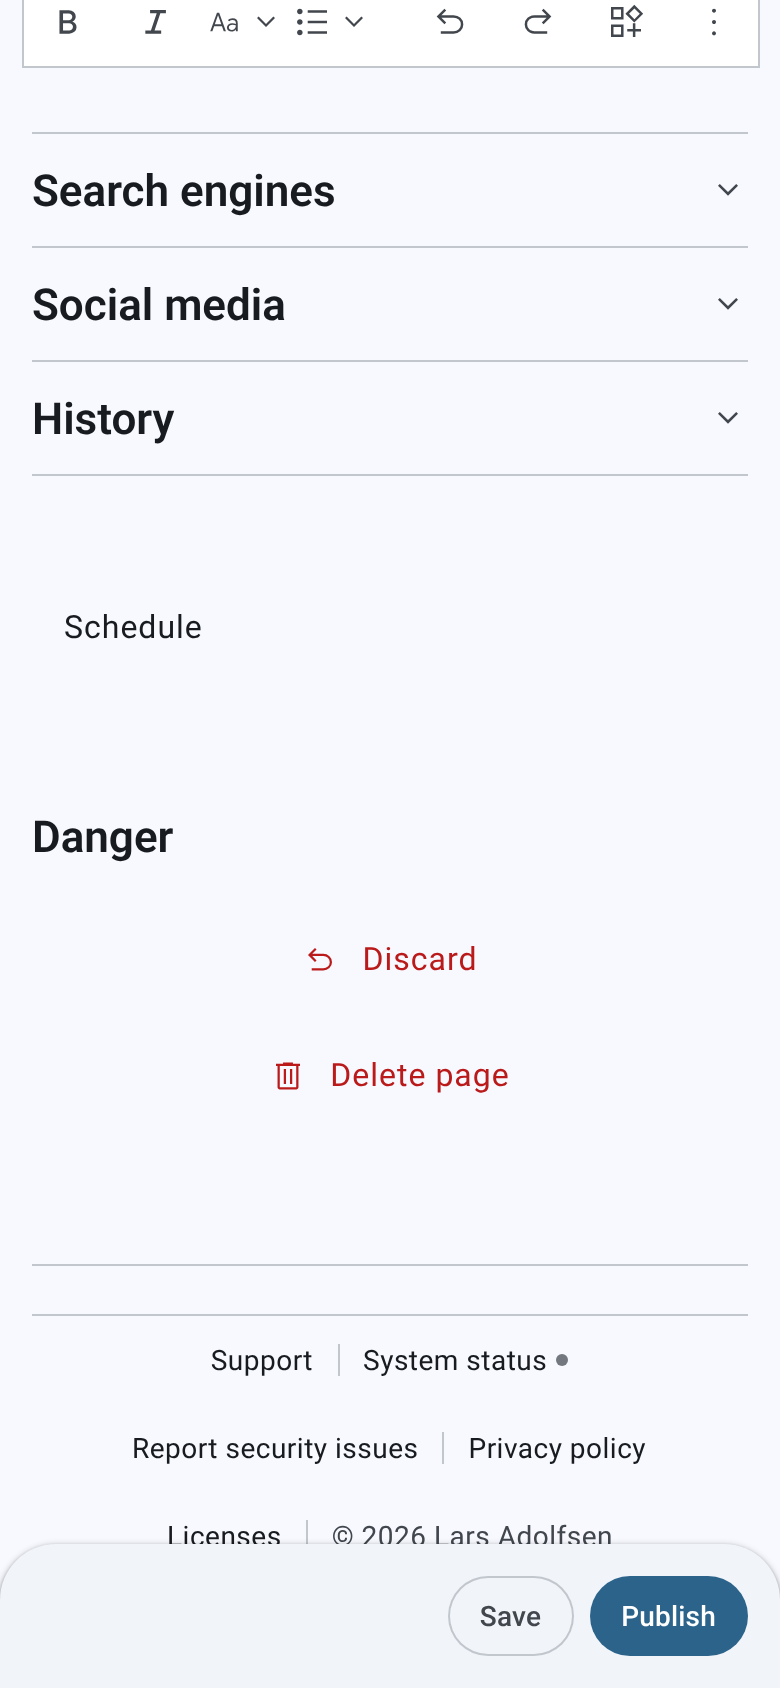 B I Aa
Search engines
Social media
History
Schedule
Danger
Discard
Delete page
Support System status
Report security issues Privacy policy
Licenses © 2026 Lars Adolfsen
Save Publish